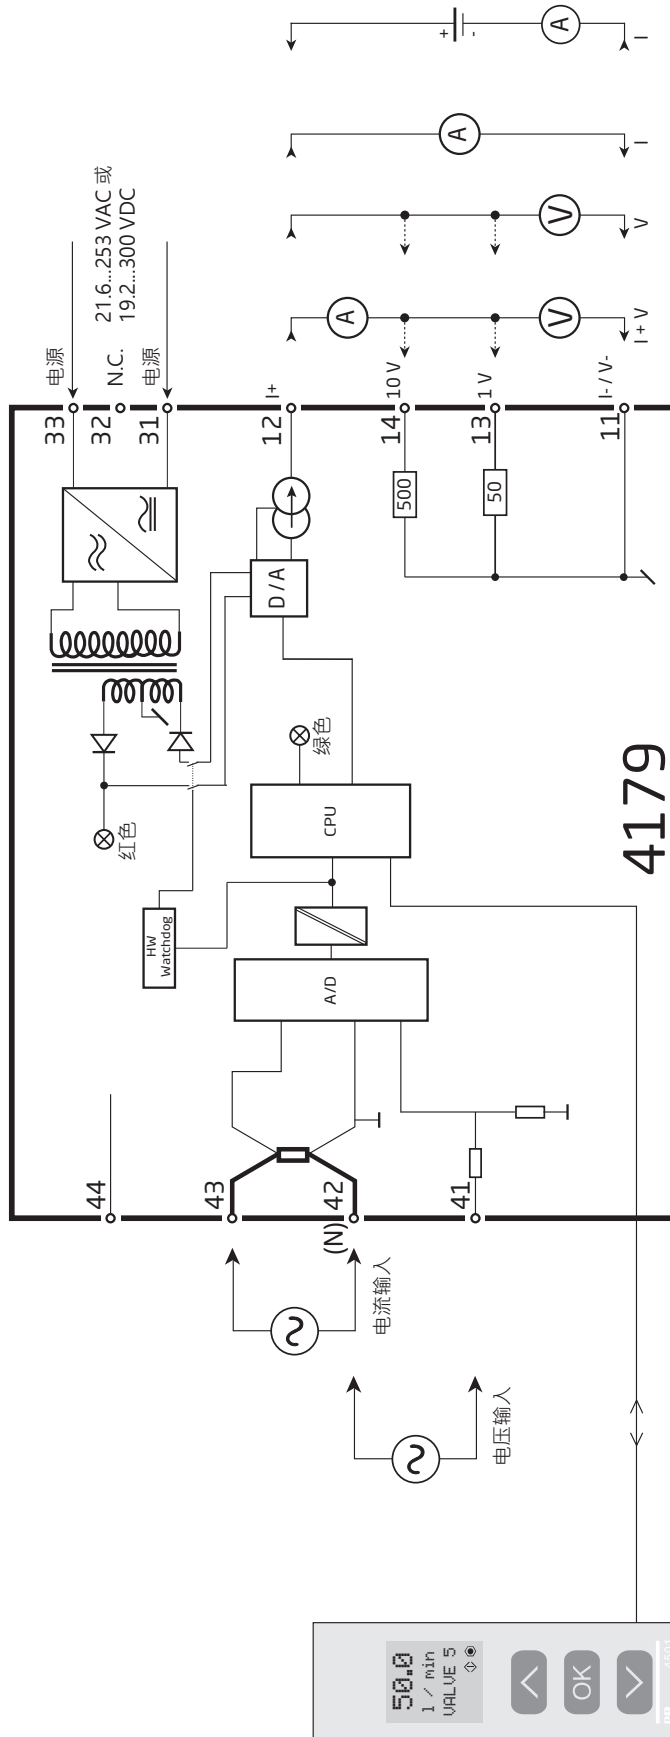 50.0
l / min
VALVE 5
OK
电压输入
电流输入
44
43
(N) 42
41
HW
Watchdog
A/D
红色
CPU
绿色
D/A
500
50
4179
33
32
31
12
14
13
11
电源
N.C.
电源
21.6...253 VAC 或
19.2...300 VDC
I+
10 V
1 V
I- / V-
A
V
I + V
V
V
A
I
+ -
A
I